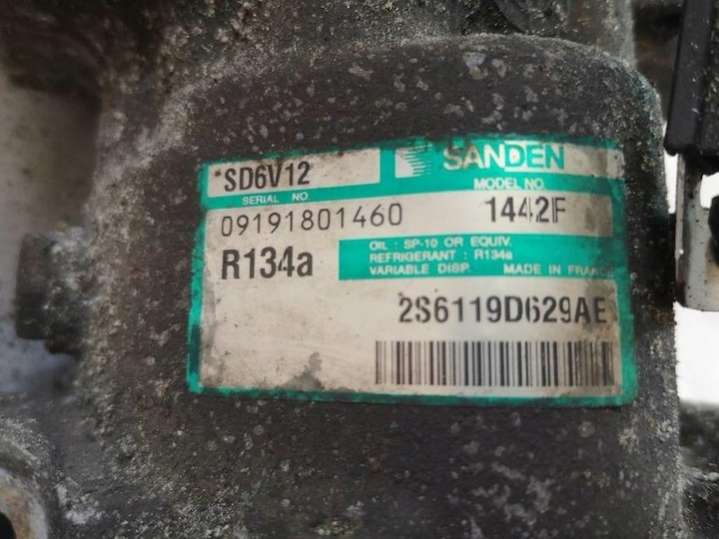 SD6V12
SANDEN
SERIAL NO.
MODEL NO.
09191801460
1442F
R134a
OIL : SP-10 OR EQUIV.
REFRIGERANT : R134a
VARIABLE DISP. MADE IN FRANCE
2S6119D629AE